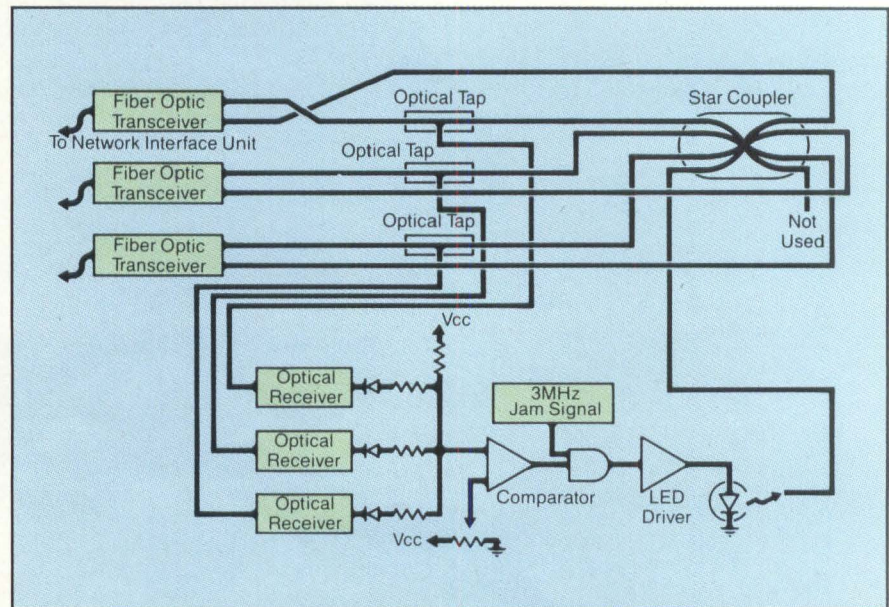 Fiber Optic
Transceiver
To Network Interface Unit
Optical Tap
Star Coupler
Fiber Optic
Transceiver
Optical Tap
Fiber Optic
Transceiver
Optical Tap
Not
Used
Vcc
Optical
Receiver
3MHz
Jam Signal
Optical
Receiver
Comparator
LED
Driver
Optical
Receiver
Vcc